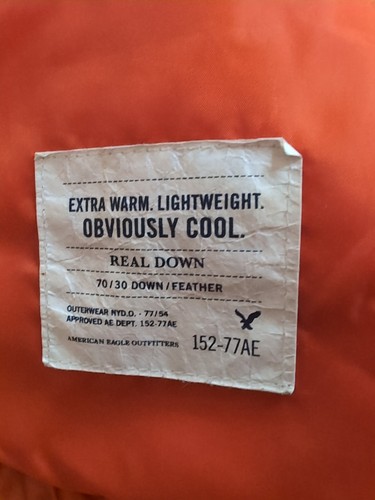 EXTRA WARM. LIGHTWEIGHT.
OBVIOUSLY COOL.
REAL DOWN
70/30 DOWN/FEATHER
OUTERWEAR NYD.D. - 77/54
APPROVED AE DEPT. 152-77AE
AMERICAN EAGLE OUTFITTERS 152-77AE